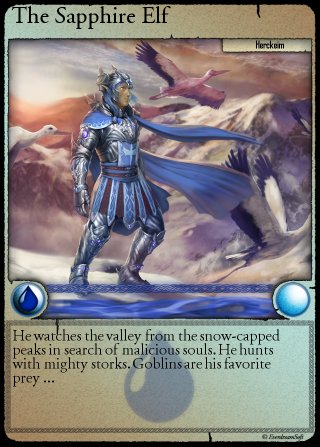 The Sapphire Elf
Herckeim
He watches the valley from the snow-capped
peaks in search of malicious souls. He hunts
with mighty storks. Goblins are his favorite
prey ...
© EverdreamSoft